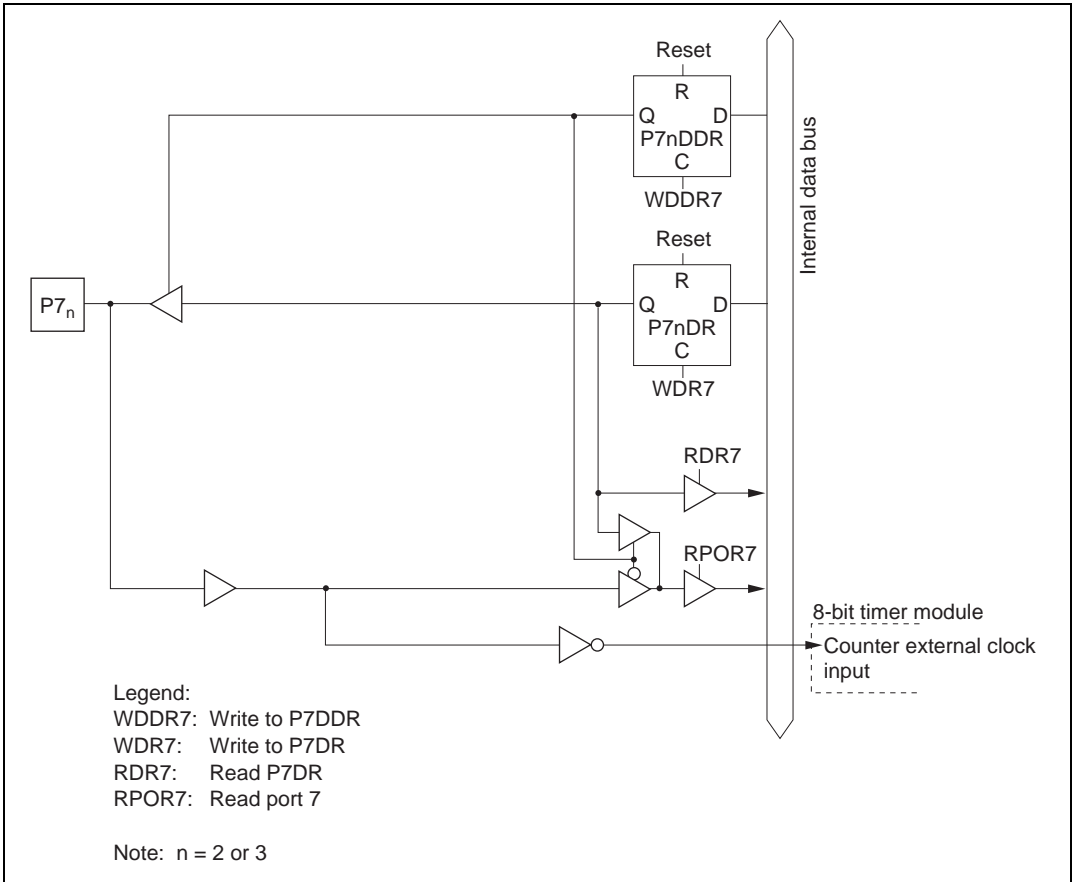 Reset
R
Q D
P7nDDR
C
WDDR7
Internal data bus
Reset
R
P7n
Q D
P7nDR
C
WDR7
RDR7
RPOR7
8-bit timer module
Counter external clock
input
Legend:
WDDR7: Write to P7DDR
WDR7: Write to P7DR
RDR7: Read P7DR
RPOR7: Read port 7
Note: n = 2 or 3